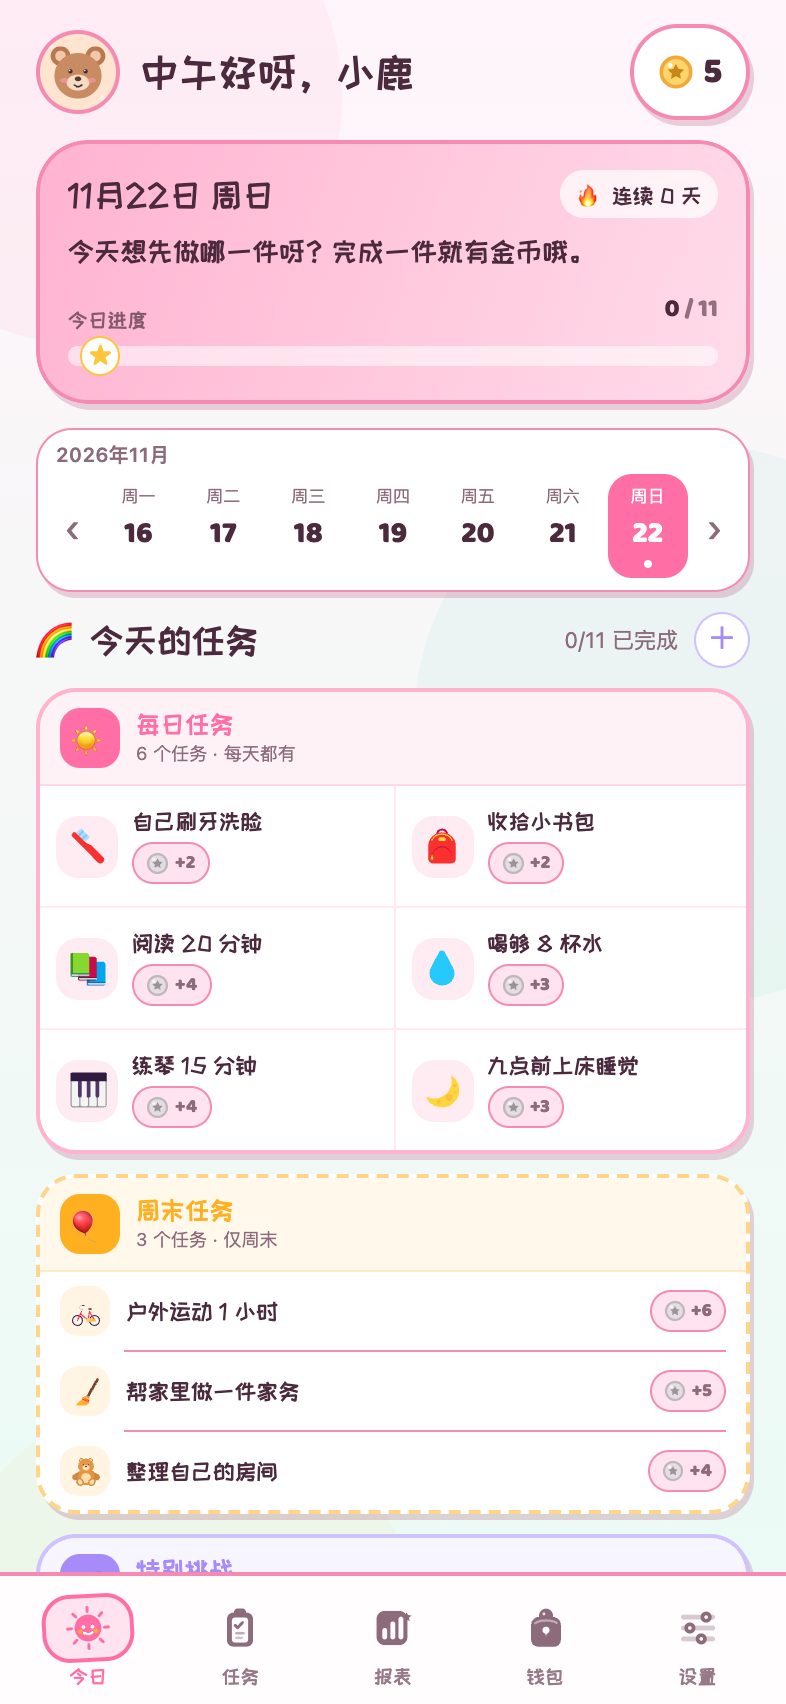 中午好呀，小鹿
5
11月22日 周日
连续 0 天
今天想先做哪一件呀？完成一件就有金币哦。
今日进度
0 / 11
2026年11月
周一 周二 周三 周四 周五 周六 周日
‹ 16 17 18 19 20 21 22 ›
今天的任务
0/11 已完成
每日任务
6 个任务 · 每天都有
自己刷牙洗脸
+2
收拾小书包
+2
阅读 20 分钟
+4
喝够 8 杯水
+3
练琴 15 分钟
+4
九点前上床睡觉
+3
周末任务
3 个任务 · 仅周末
户外运动 1 小时
+6
帮家里做一件家务
+5
整理自己的房间
+4
特别挑战
今日 任务 报表 钱包 设置